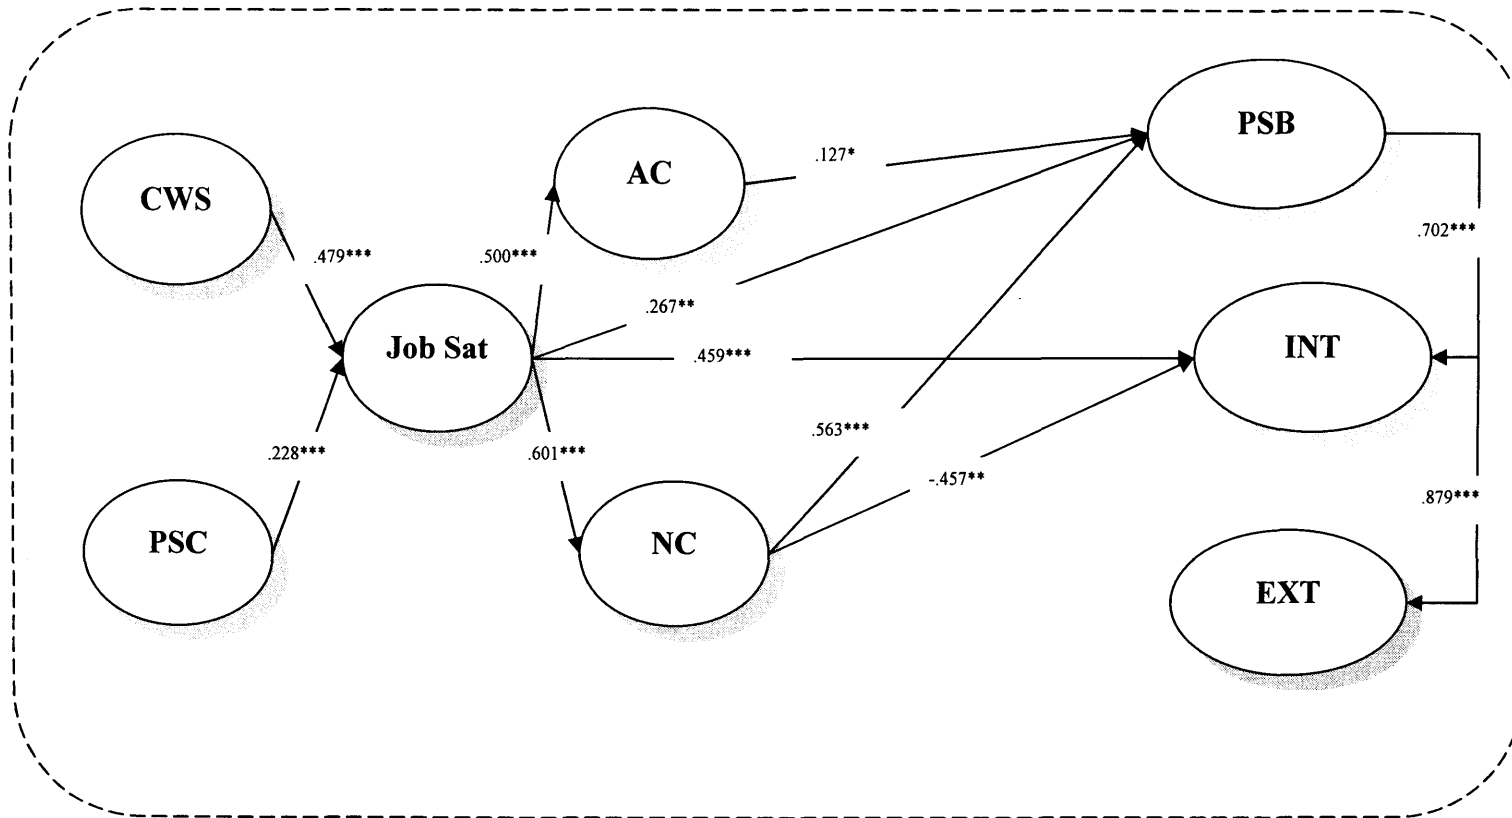 PSB
AC
CWS
.127*
.702***
.479***
.500***
.267**
Job Sat
.459***
INT
.228***
.601***
.563***
-.457**
.879***
PSC
NC
EXT